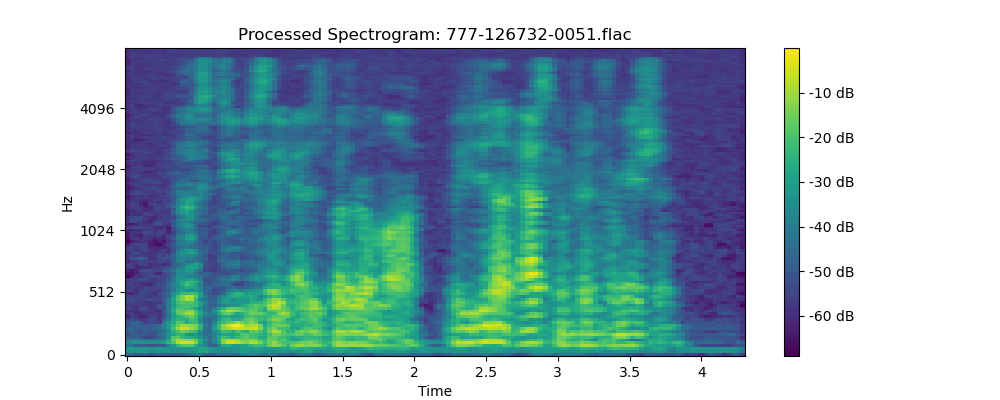 Processed Spectrogram: 777-126732-0051.flac
Hz
4096
2048
1024
512
0
0 0.5 1 1.5 2 2.5 3 3.5 4
Time
-10 dB
-20 dB
-30 dB
-40 dB
-50 dB
-60 dB